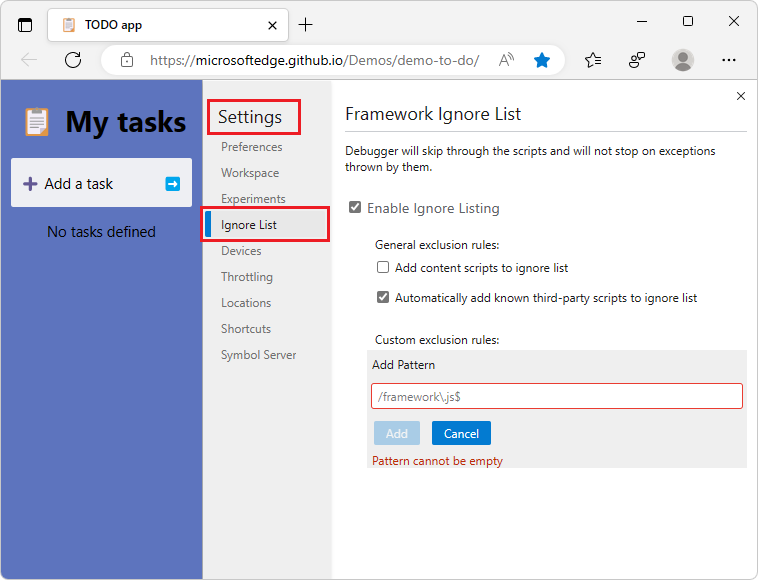 TODO app
https://microsoftedge.github.io/Demos/demo-to-do/
My tasks
Add a task
No tasks defined
Settings
Preferences
Workspace
Experiments
Ignore List
Devices
Throttling
Locations
Shortcuts
Symbol Server
Framework Ignore List
Debugger will skip through the scripts and will not stop on exceptions
thrown by them.
Enable Ignore Listing
General exclusion rules:
Add content scripts to ignore list
Automatically add known third-party scripts to ignore list
Custom exclusion rules:
Add Pattern
/framework\.js$
Add Cancel
Pattern cannot be empty